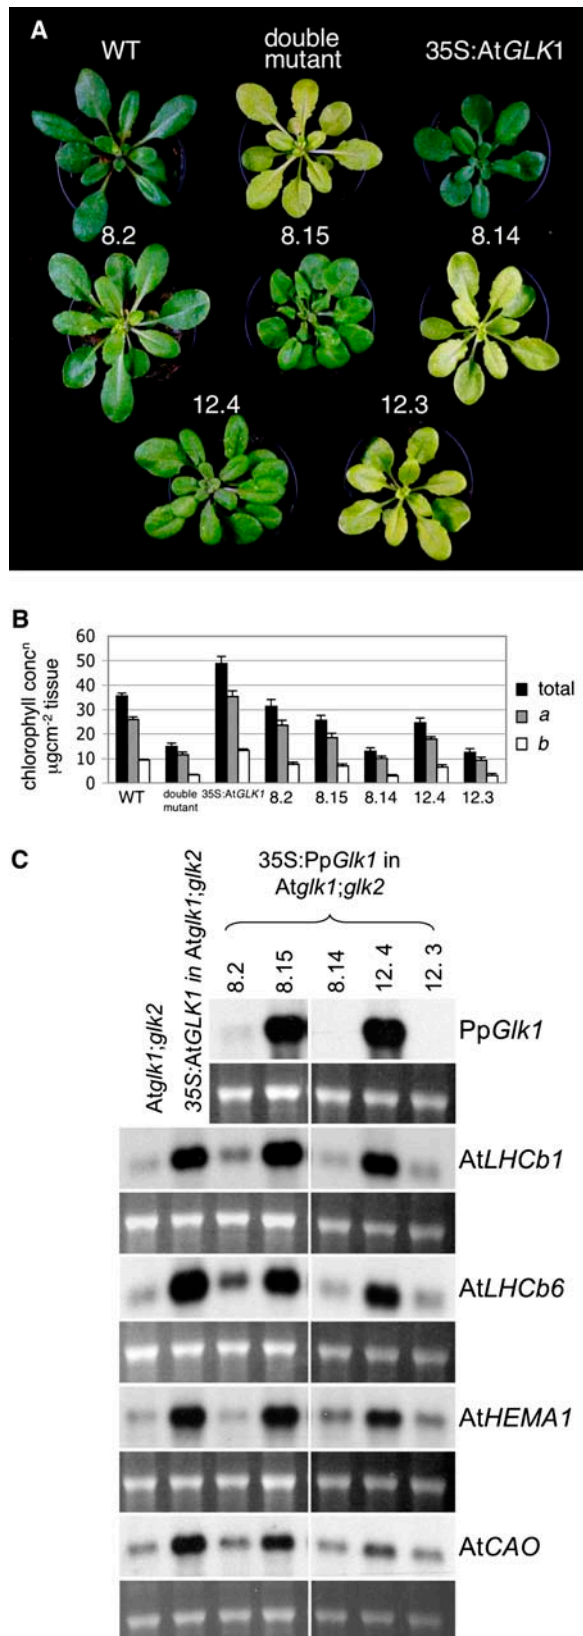 A
WT
double
mutant
35S:AtGLK1
8.2
8.15
8.14
12.4
12.3
B
chlorophyll concⁿ
µgcm⁻² tissue
60
50
40
30
20
10
0
WT
double
mutant
35S:AtGLK1
8.2
8.15
8.14
12.4
12.3
total
a
b
C
35S:PpGlk1 in
Atglk1;glk2
Atglk1;glk2
35S:AtGLK1 in Atglk1;glk2
8.2
8.15
8.14
12. 4
12. 3
PpGlk1
AtLHCb1
AtLHCb6
AtHEMA1
AtCAO